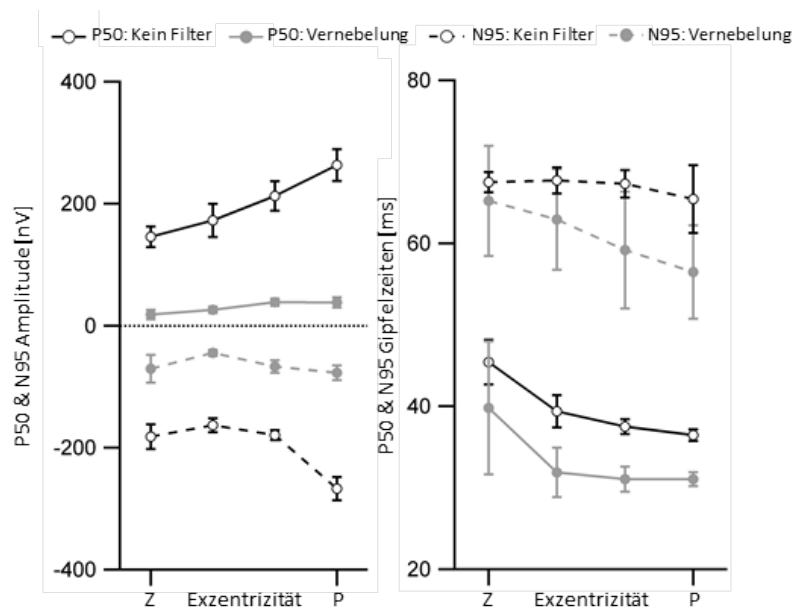 P50: Kein Filter P50: Vernebelung N95: Kein Filter N95: Vernebelung
400
200
0
-200
-400
P50 & N95 Amplitude[nV]
Z Exzentrizität P
80
60
40
20
P50 & N95 Gipfelzeiten [ms]
Z Exzentrizität P